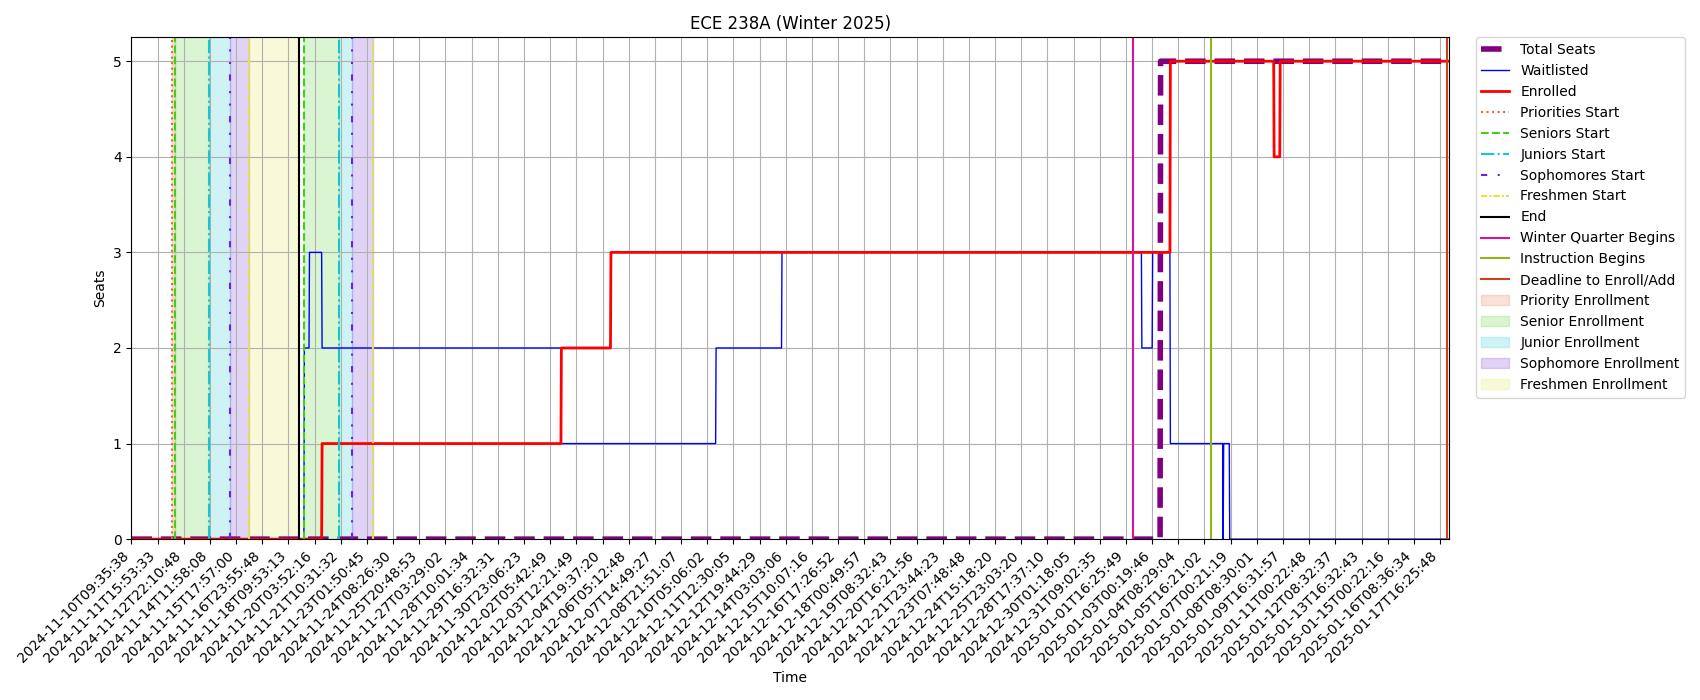 ECE 238A (Winter 2025)
Seats
5
4
3
2
1
0
2024-11-10T09:35:38
2024-11-11T15:53:33
2024-11-12T22:10:48
2024-11-14T11:58:08
2024-11-15T17:57:00
2024-11-16T23:55:48
2024-11-18T09:53:13
2024-11-20T03:52:16
2024-11-21T10:31:32
2024-11-23T01:50:45
2024-11-24T08:26:30
2024-11-25T20:48:53
2024-11-27T03:29:02
2024-11-28T10:01:34
2024-11-29T16:32:31
2024-11-30T23:06:23
2024-12-02T05:42:49
2024-12-03T12:21:49
2024-12-04T19:37:20
2024-12-06T05:12:48
2024-12-07T14:49:27
2024-12-08T21:51:07
2024-12-10T05:06:02
2024-12-11T12:30:05
2024-12-12T19:44:29
2024-12-14T03:03:06
2024-12-15T10:07:16
2024-12-16T17:26:52
2024-12-18T00:49:57
2024-12-19T08:32:43
2024-12-20T16:21:56
2024-12-21T23:44:23
2024-12-23T07:48:48
2024-12-24T15:18:20
2024-12-25T23:03:20
2024-12-28T17:37:10
2024-12-30T01:18:05
2024-12-31T09:02:35
2025-01-01T16:25:49
2025-01-03T00:19:46
2025-01-04T08:29:04
2025-01-05T16:21:02
2025-01-07T00:21:19
2025-01-08T08:30:01
2025-01-09T16:31:57
2025-01-11T00:22:48
2025-01-12T08:32:37
2025-01-13T16:32:43
2025-01-15T00:22:16
2025-01-16T08:36:34
2025-01-17T16:25:48
Time
Total Seats
Waitlisted
Enrolled
Priorities Start
Seniors Start
Juniors Start
Sophomores Start
Freshmen Start
End
Winter Quarter Begins
Instruction Begins
Deadline to Enroll/Add
Priority Enrollment
Senior Enrollment
Junior Enrollment
Sophomore Enrollment
Freshmen Enrollment